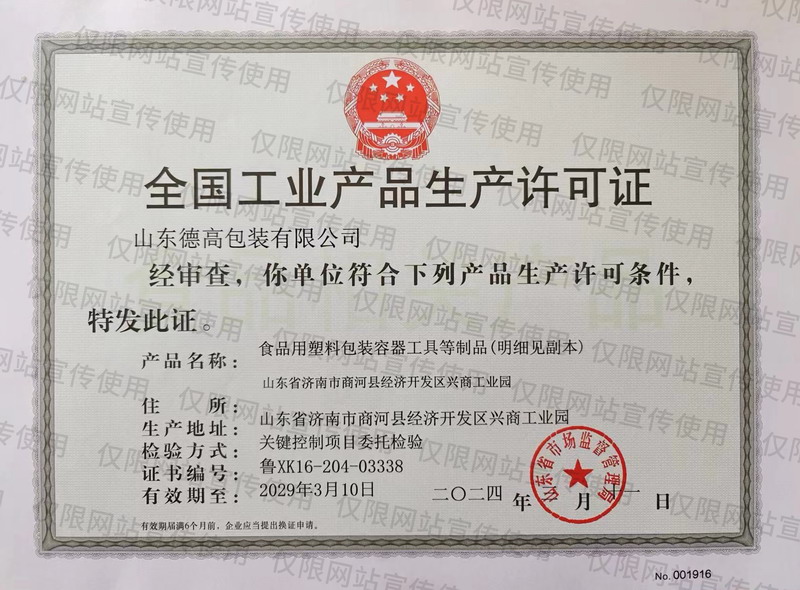 全国工业产品生产许可证
山东德高包装有限公司
经审查，你单位符合下列产品生产许可条件，
特发此证。
产品名称：食品用塑料包装容器工具等制品(明细见副本)
山东省济南市商河县经济开发区兴商工业园
住 所：
生产地址：山东省济南市商河县经济开发区兴商工业园
检验方式：关键控制项目委托检验
证书编号：鲁XK16-204-03338
有效期至：2029年3月10日
二〇二四 年 月十一 日
山东省市场监督管理局
有效期届满6个月前，企业应当提出换证申请。
No. 001916
仅限网站宣传使用